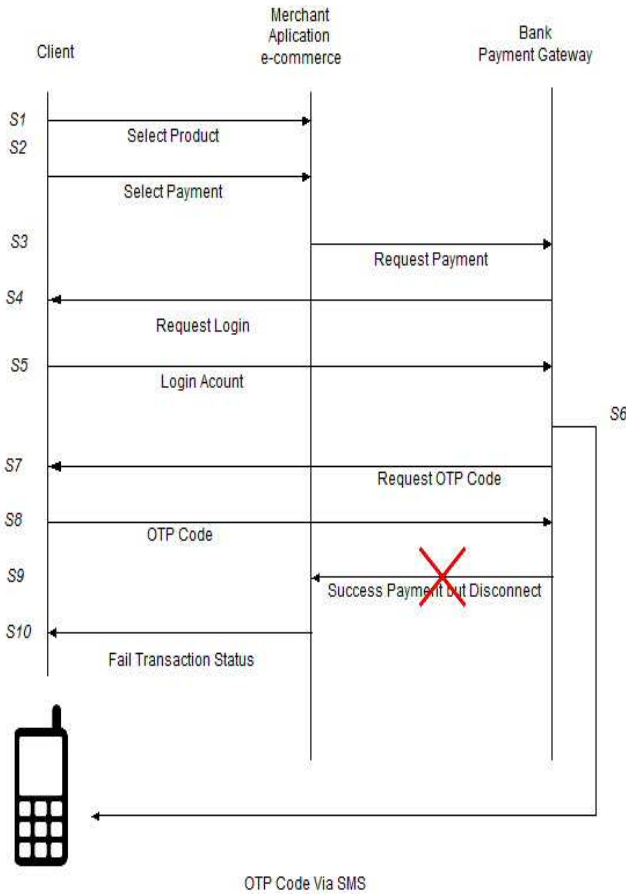 Client
Merchant
Aplication
e-commerce
Bank
Payment Gateway
S1
Select Product
S2
Select Payment
S3
Request Payment
S4
Request Login
S5
Login Acount
S6
S7
Request OTP Code
S8
OTP Code
S9
Success Payment but Disconnect
S10
Fail Transaction Status
OTP Code Via SMS